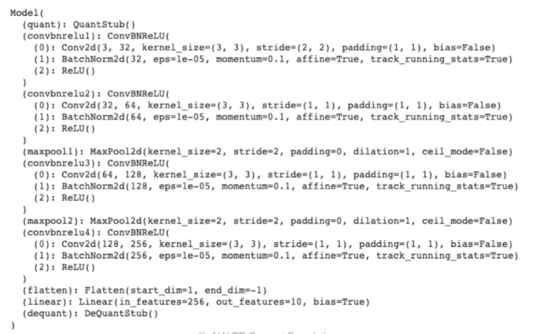 Model(
(quant): QuantStub()
(convbnrelu1): ConvBNReLU(
(0): Conv2d(3, 32, kernel_size=(3, 3), stride=(2, 2), padding=(1, 1), bias=False)
(1): BatchNorm2d(32, eps=1e-05, momentum=0.1, affine=True, track_running_stats=True)
(2): ReLU()
)
(convbnrelu2): ConvBNReLU(
(0): Conv2d(32, 64, kernel_size=(3, 3), stride=(1, 1), padding=(1, 1), bias=False)
(1): BatchNorm2d(64, eps=1e-05, momentum=0.1, affine=True, track_running_stats=True)
(2): ReLU()
)
(maxpool1): MaxPool2d(kernel_size=2, stride=2, padding=0, dilation=1, ceil_mode=False)
(convbnrelu3): ConvBNReLU(
(0): Conv2d(64, 128, kernel_size=(3, 3), stride=(1, 1), padding=(1, 1), bias=False)
(1): BatchNorm2d(128, eps=1e-05, momentum=0.1, affine=True, track_running_stats=True)
(2): ReLU()
)
(maxpool2): MaxPool2d(kernel_size=2, stride=2, padding=0, dilation=1, ceil_mode=False)
(convbnrelu4): ConvBNReLU(
(0): Conv2d(128, 256, kernel_size=(3, 3), stride=(1, 1), padding=(1, 1), bias=False)
(1): BatchNorm2d(256, eps=1e-05, momentum=0.1, affine=True, track_running_stats=True)
(2): ReLU()
)
(flatten): Flatten(start_dim=1, end_dim=-1)
(linear): Linear(in_features=256, out_features=10, bias=True)
(dequant): DeQuantStub()
)